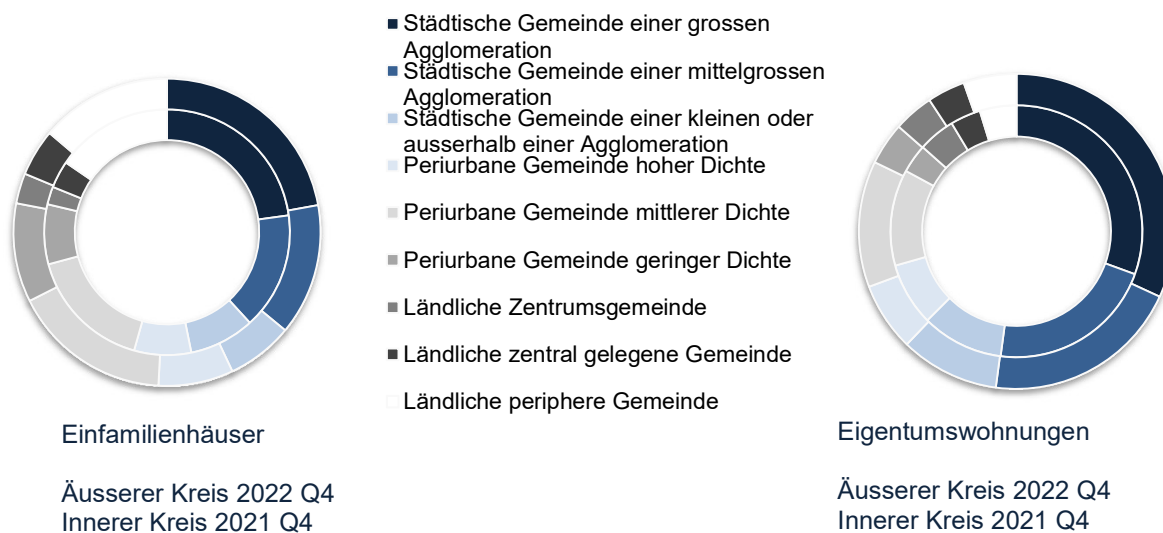 Städtische Gemeinde einer grossen
Agglomeration
Städtische Gemeinde einer mittelgrossen
Agglomeration
Städtische Gemeinde einer kleinen oder
ausserhalb einer Agglomeration
Periurbane Gemeinde hoher Dichte
Periurbane Gemeinde mittlerer Dichte
Periurbane Gemeinde geringer Dichte
Ländliche Zentrumsgemeinde
Ländliche zentral gelegene Gemeinde
Ländliche periphere Gemeinde
Einfamilienhäuser
Äusserer Kreis 2022 Q4
Innerer Kreis 2021 Q4
Eigentumswohnungen
Äusserer Kreis 2022 Q4
Innerer Kreis 2021 Q4